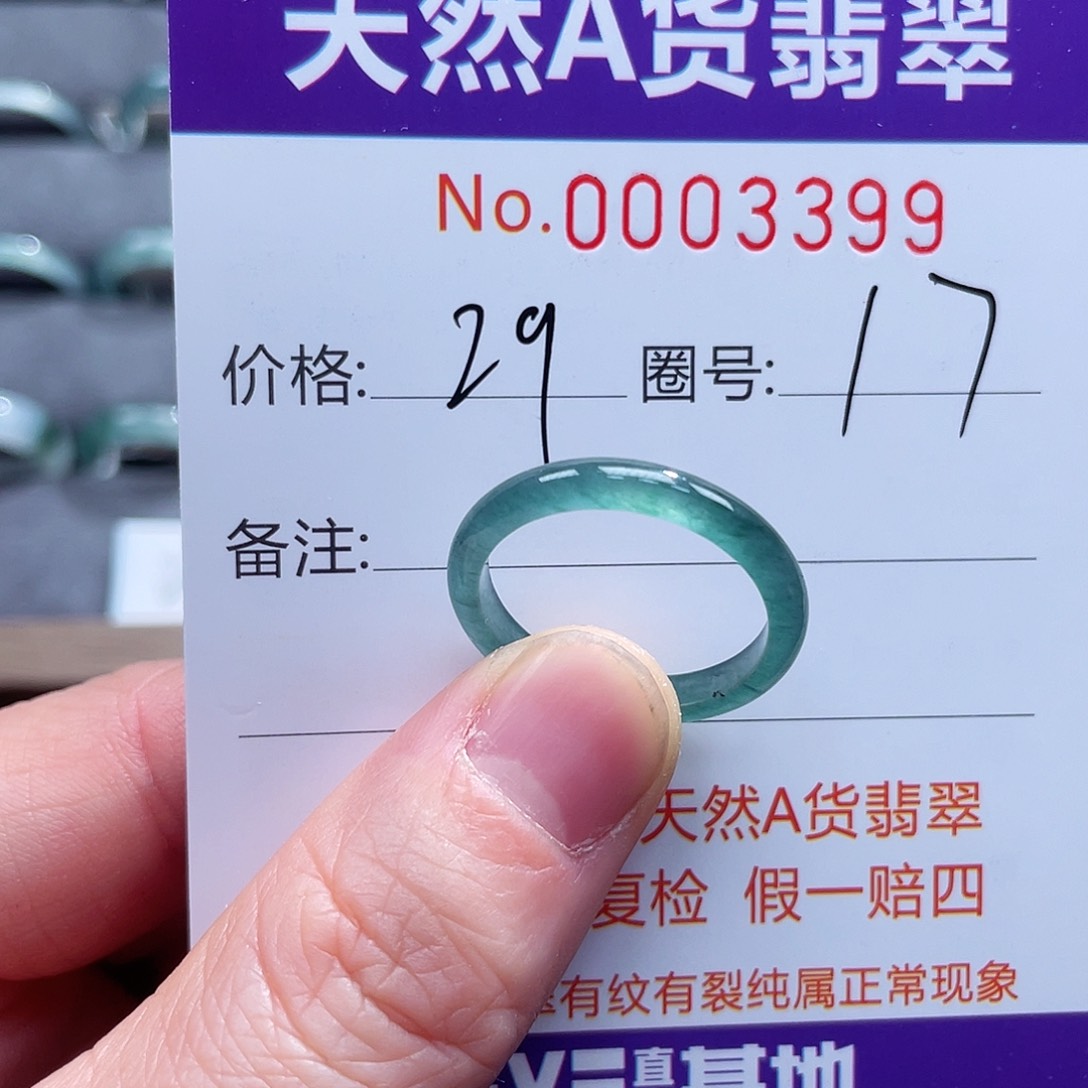 天然A货翡翠
No.0003399
价格: 29 圈号: 17
备注:
天然A货翡翠
复检 假一赔四
有纹有裂纯属正常现象
基地